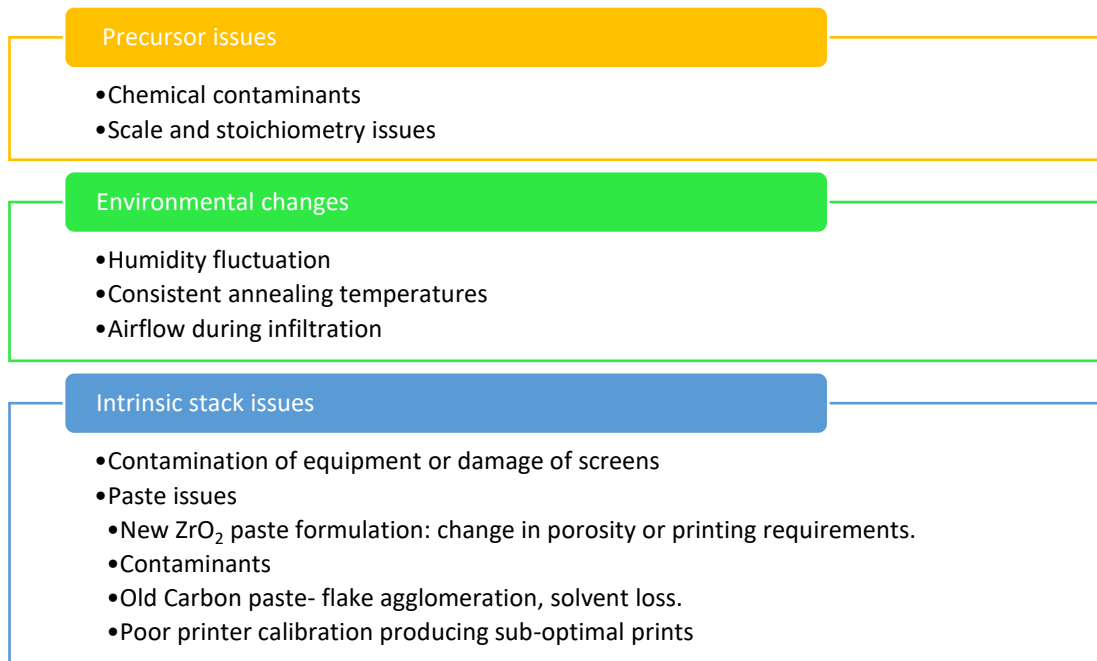 Precursor issues
•Chemical contaminants
•Scale and stoichiometry issues
Environmental changes
•Humidity fluctuation
•Consistent annealing temperatures
•Airflow during infiltration
Intrinsic stack issues
•Contamination of equipment or damage of screens
•Paste issues
•New ZrO₂ paste formulation: change in porosity or printing requirements.
•Contaminants
•Old Carbon paste- flake agglomeration, solvent loss.
•Poor printer calibration producing sub-optimal prints